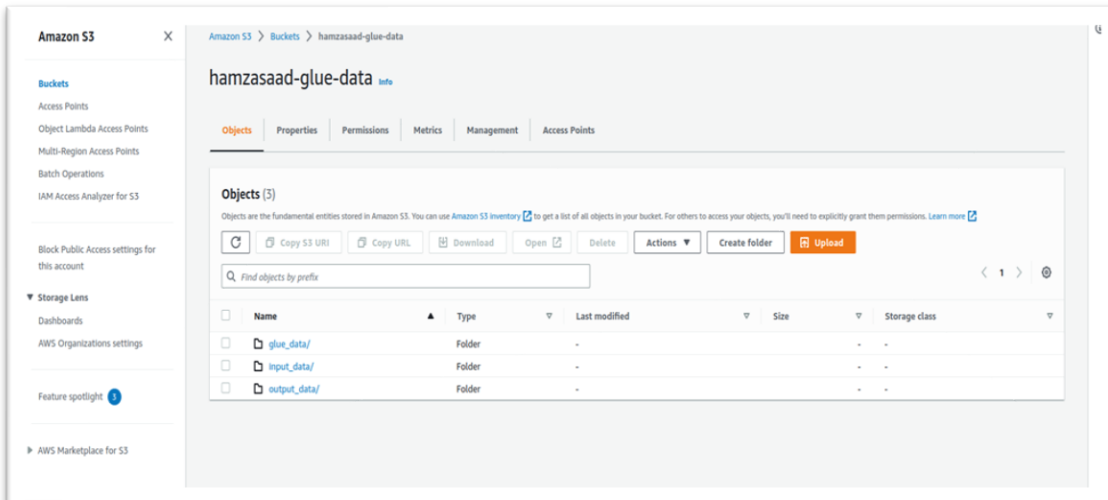 Amazon S3
Buckets
Access Points
Object Lambda Access Points
Multi-Region Access Points
Batch Operations
IAM Access Analyzer for S3
Block Public Access settings for
this account
Storage Lens
Dashboards
AWS Organizations settings
Feature spotlight 3
AWS Marketplace for S3
Amazon S3 > Buckets > hamzasaad-glue-data
hamzasaad-glue-data Info
Objects Properties Permissions Metrics Management Access Points
Objects (3)
Objects are the fundamental entities stored in Amazon S3. You can use Amazon S3 inventory to get a list of all objects in your bucket. For others to access your objects, you'll need to explicitly grant them permissions. Learn more
Copy S3 URI Copy URL Download Open Delete Actions Create folder Upload
Find objects by prefix
1
Name Type Last modified Size Storage class
glue_data/ Folder - - -
input_data/ Folder - - -
output_data/ Folder - - -